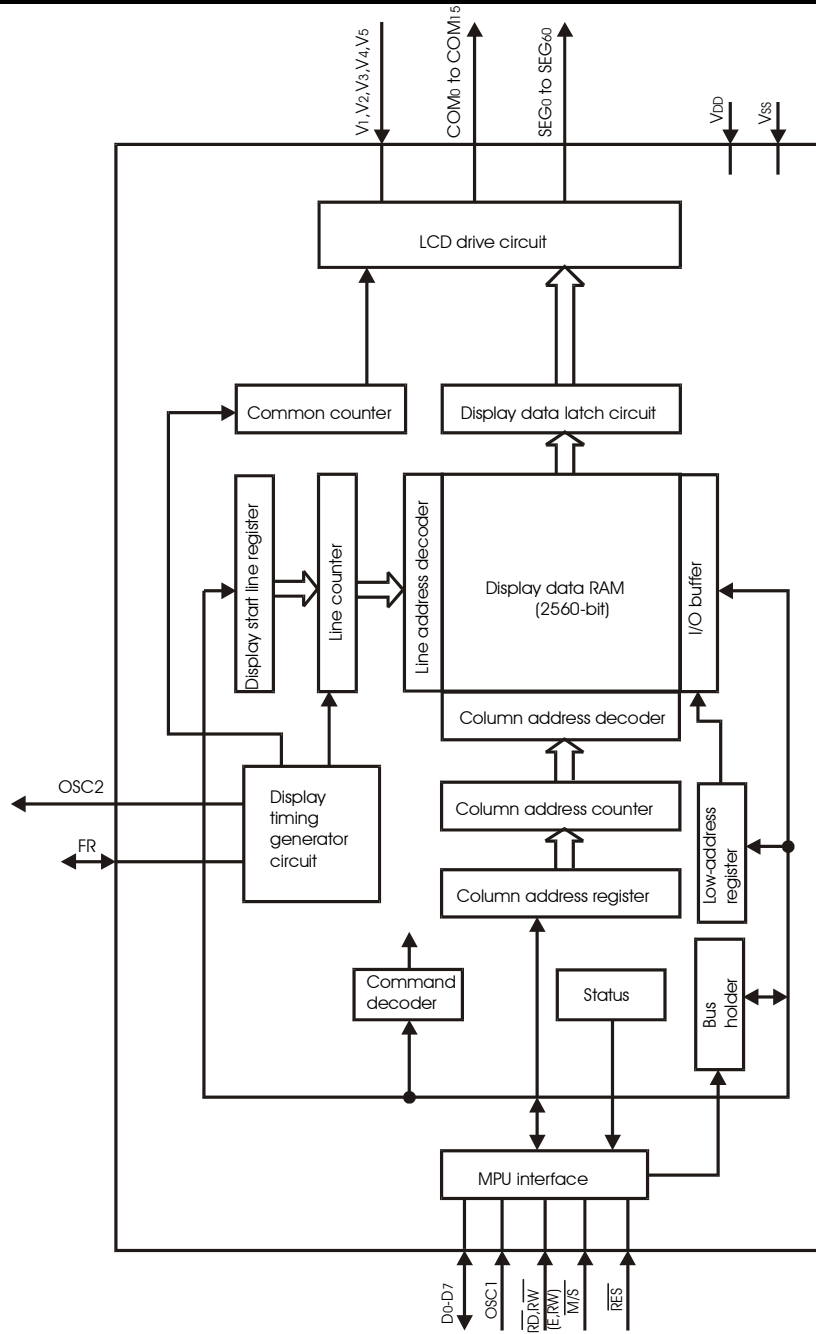 V1,V2,V3,V4,V5
COM0 to COM15
SEG0 to SEG60
VDD
VSS
LCD drive circuit
Common counter
Display data latch circuit
Display start line register
Line counter
Line address decoder
Display data RAM
(2560-bit)
I/O buffer
Column address decoder
OSC2
FR
Display
timing
generator
circuit
Column address counter
Column address register
Low-address
register
Command
decoder
Status
Bus
holder
MPU interface
D0-D7
OSC1
RD,RW
(E,RW)
M/S
RES